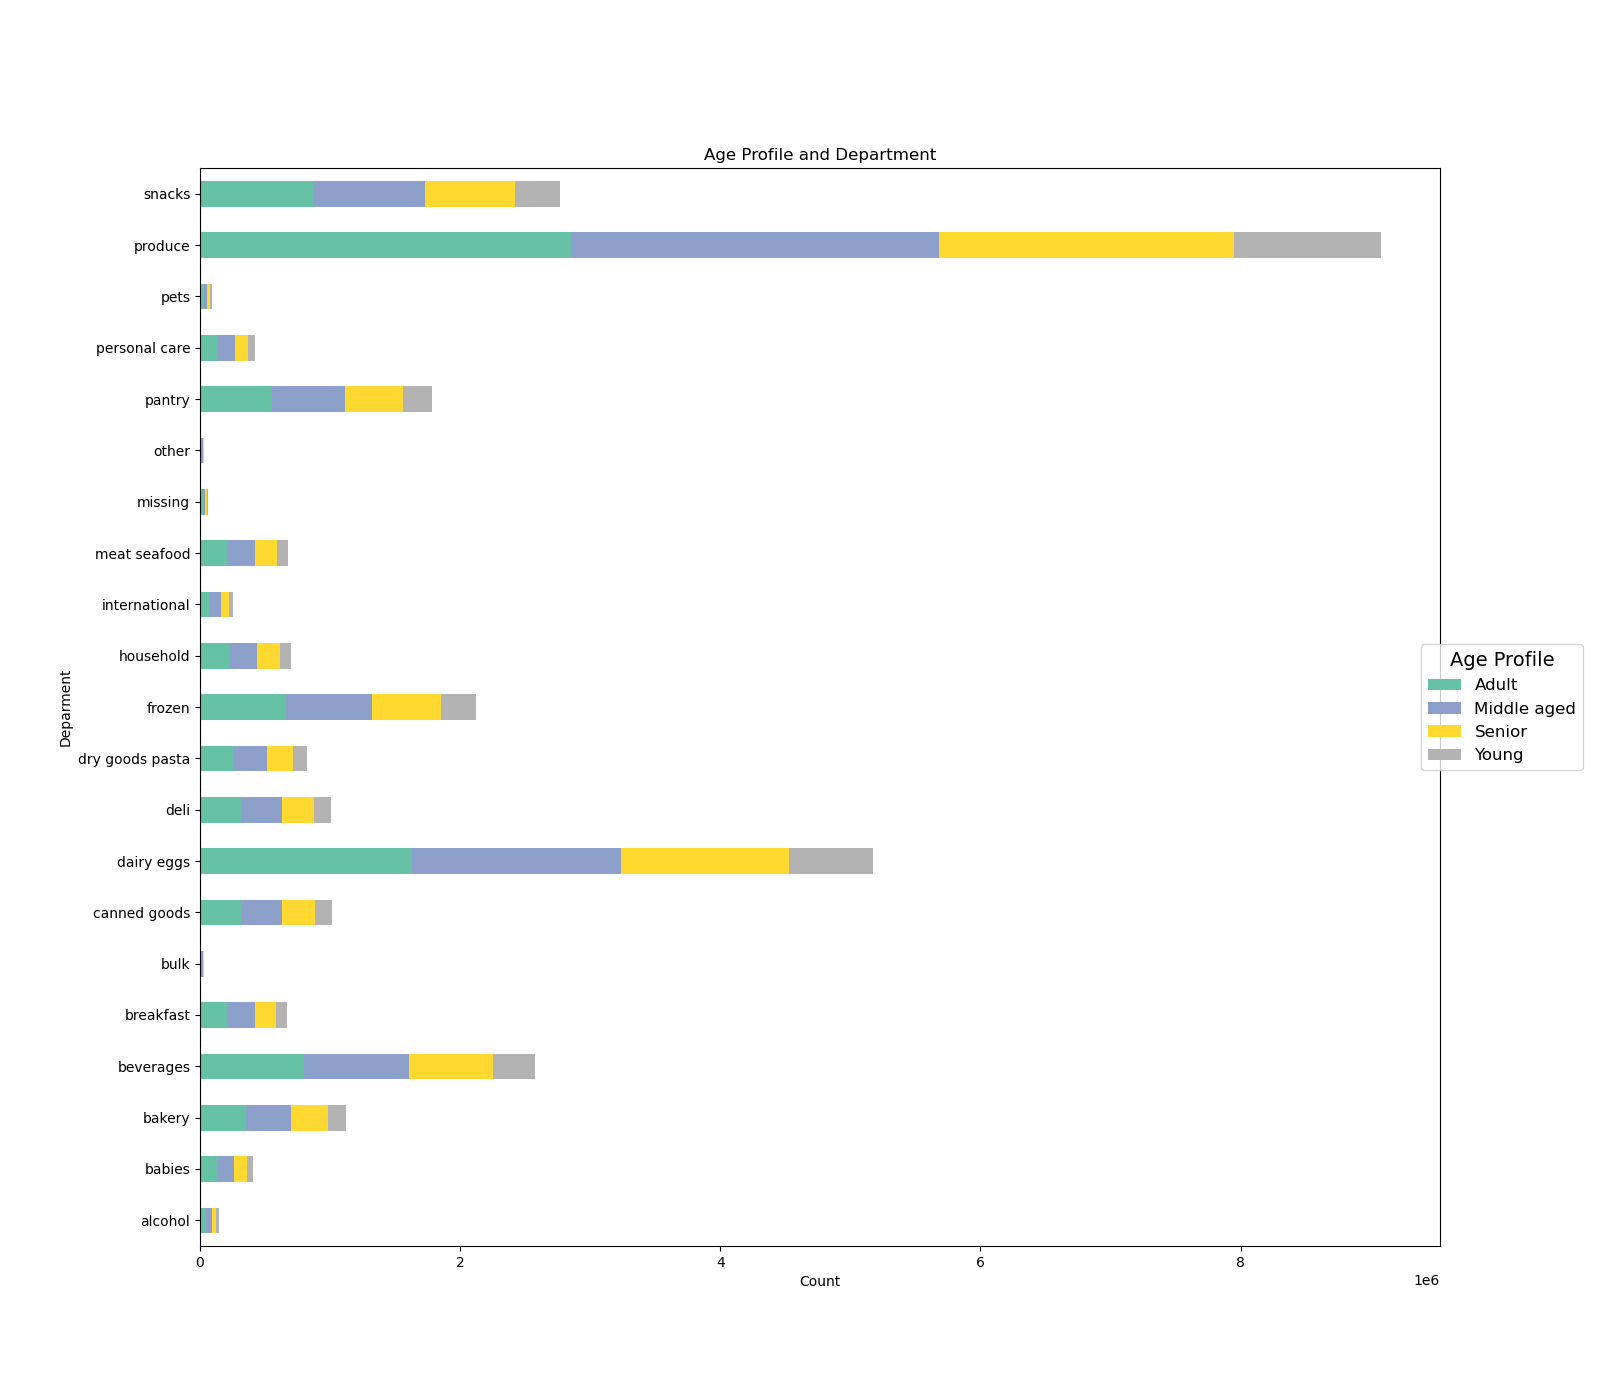 Age Profile and Department
snacks
produce
pets
personal care
pantry
other
missing
meat seafood
international
household
frozen
dry goods pasta
deli
dairy eggs
canned goods
bulk
breakfast
beverages
bakery
babies
alcohol
Deparment
0 2 4 6 8
Count
1e6
Age Profile
Adult
Middle aged
Senior
Young